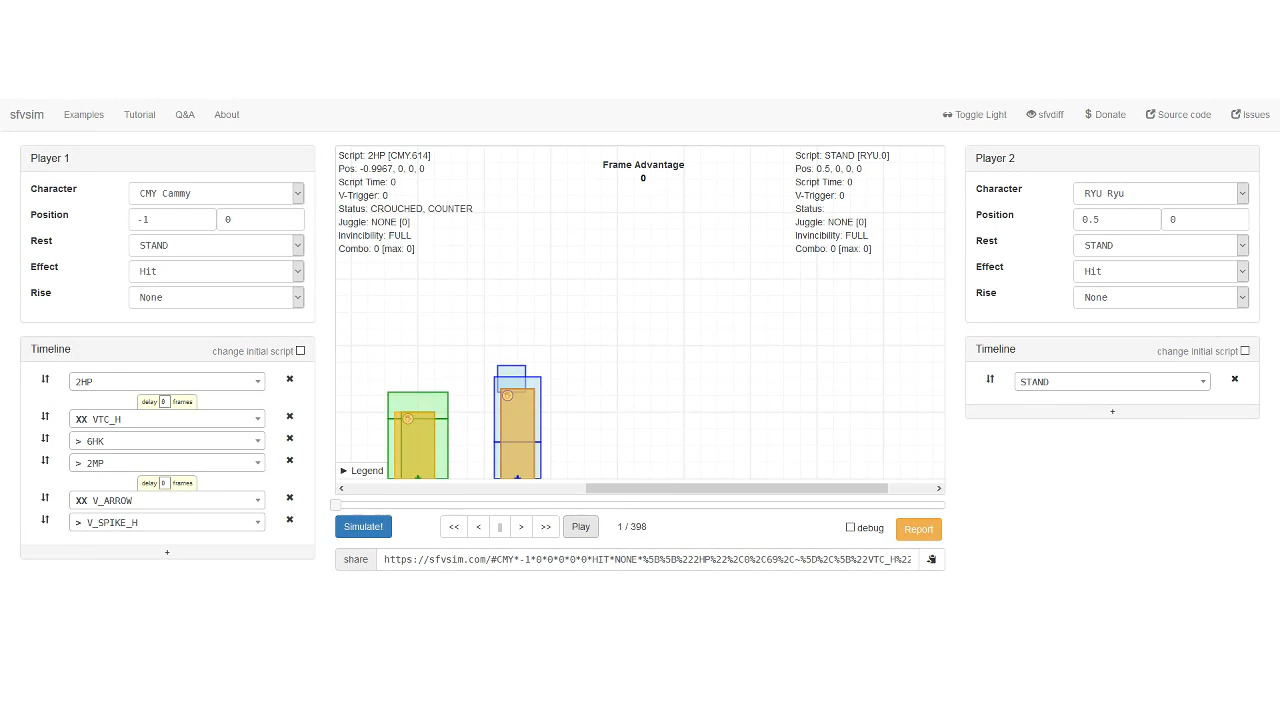 sfvsim Examples Tutorial Q&A About Toggle Light sfvdiff Donate Source code Issues
Player 1
Character CMY Cammy
Position -1 0
Rest STAND
Effect Hit
Rise None
Timeline change initial script
2HP
delay 0 frames
XX VTC_H
> 6HK
> 2MP
delay 0 frames
XX V_ARROW
> V_SPIKE_H
+
Script: 2HP [CMY.614]
Pos: -0.9967, 0, 0, 0
Script Time: 0
V-Trigger: 0
Status: CROUCHED, COUNTER
Juggle: NONE [0]
Invincibility: FULL
Combo: 0 [max: 0]
Frame Advantage
0
Script: STAND [RYU.0]
Pos: 0.5, 0, 0, 0
Script Time: 0
V-Trigger: 0
Status:
Juggle: NONE [0]
Invincibility: FULL
Combo: 0 [max: 0]
► Legend
Simulate! << < || > >> Play 1 / 398 debug Report
share https://sfvsim.com/#CMY*-1*0*0*0*0*0*HIT*NONE*%5B%5B%222HP%22%2C0%2C69%2C~%5D%2C%5B%22VTC_H%22
Player 2
Character RYU Ryu
Position 0.5 0
Rest STAND
Effect Hit
Rise None
Timeline change initial script
STAND
+